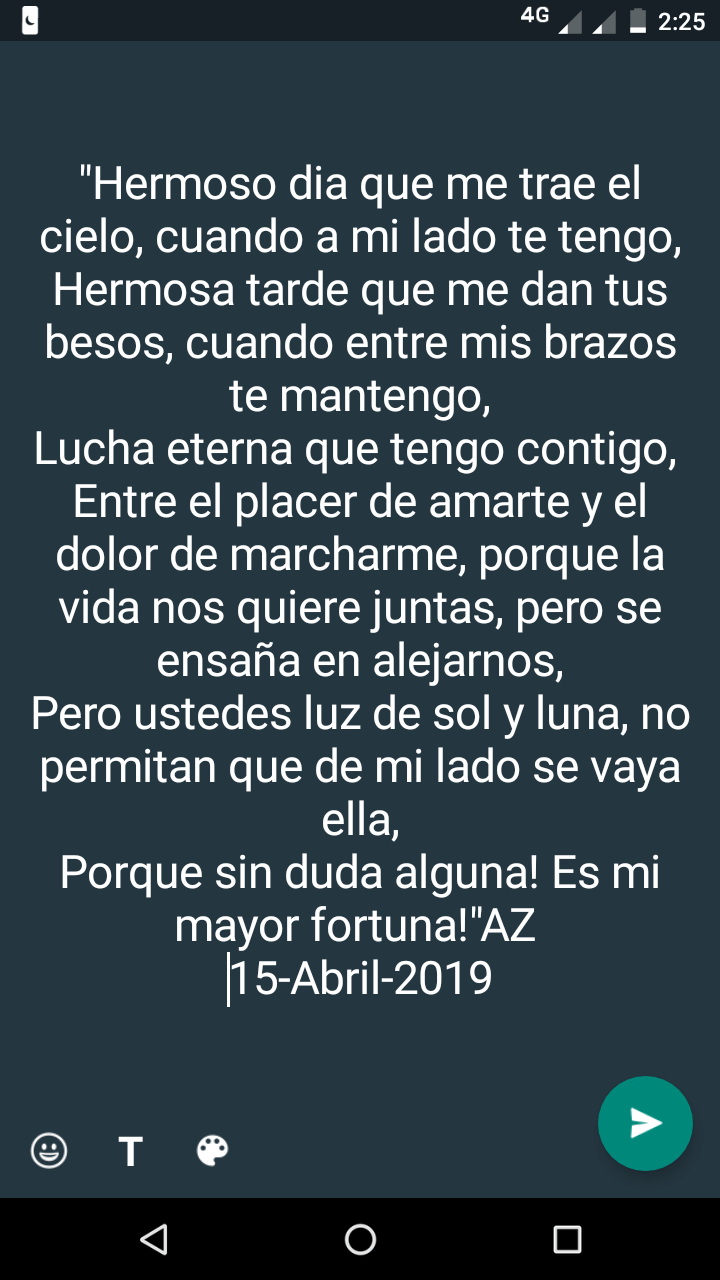 4G 2:25
"Hermoso dia que me trae el
cielo, cuando a mi lado te tengo,
Hermosa tarde que me dan tus
besos, cuando entre mis brazos
te mantengo,
Lucha eterna que tengo contigo,
Entre el placer de amarte y el
dolor de marcharme, porque la
vida nos quiere juntas, pero se
ensaña en alejarnos,
Pero ustedes luz de sol y luna, no
permitan que de mi lado se vaya
ella,
Porque sin duda alguna! Es mi
mayor fortuna!"AZ
15-Abril-2019
T